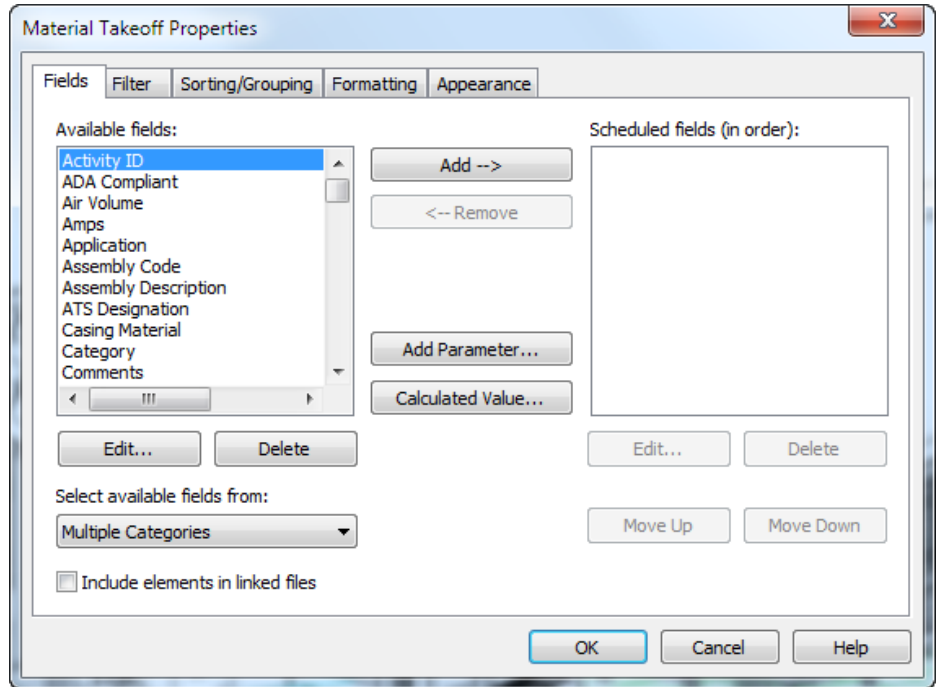 Material Takeoff Properties
Fields
Filter
Sorting/Grouping
Formatting
Appearance
Available fields:
Scheduled fields (in order):
Activity ID
ADA Compliant
Air Volume
Amps
Application
Assembly Code
Assembly Description
ATS Designation
Casing Material
Category
Comments
Add -->
<-- Remove
Add Parameter...
Calculated Value...
Edit...
Delete
Edit...
Delete
Select available fields from:
Multiple Categories
Move Up
Move Down
Include elements in linked files
OK
Cancel
Help